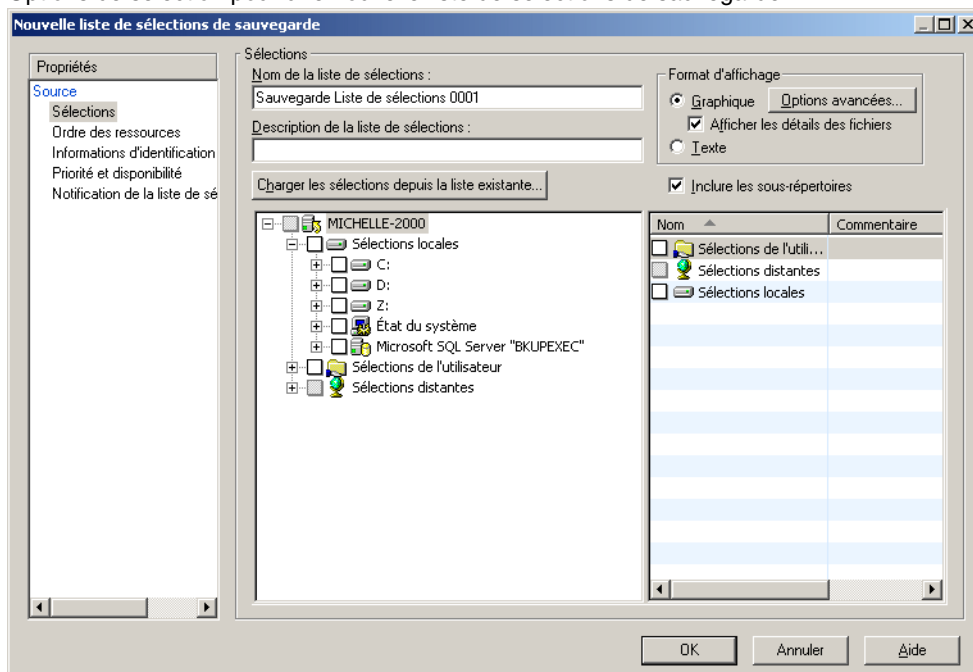 Nouvelle liste de sélections de sauvegarde
Propriétés
Source
Sélections
Ordre des ressources
Informations d'identification
Priorité et disponibilité
Notification de la liste de sé
Sélections
Nom de la liste de sélections :
Sauvegarde Liste de sélections 0001
Description de la liste de sélections :
Charger les sélections depuis la liste existante...
Format d'affichage
Graphique
Options avancées...
Afficher les détails des fichiers
Texte
Inclure les sous-répertoires
MICHELLE-2000
Sélections locales
C:
D:
Z:
État du système
Microsoft SQL Server "BKUPEXEC"
Sélections de l'utilisateur
Sélections distantes
Nom Commentaire
Sélections de l'utili...
Sélections distantes
Sélections locales
OK Annuler Aide